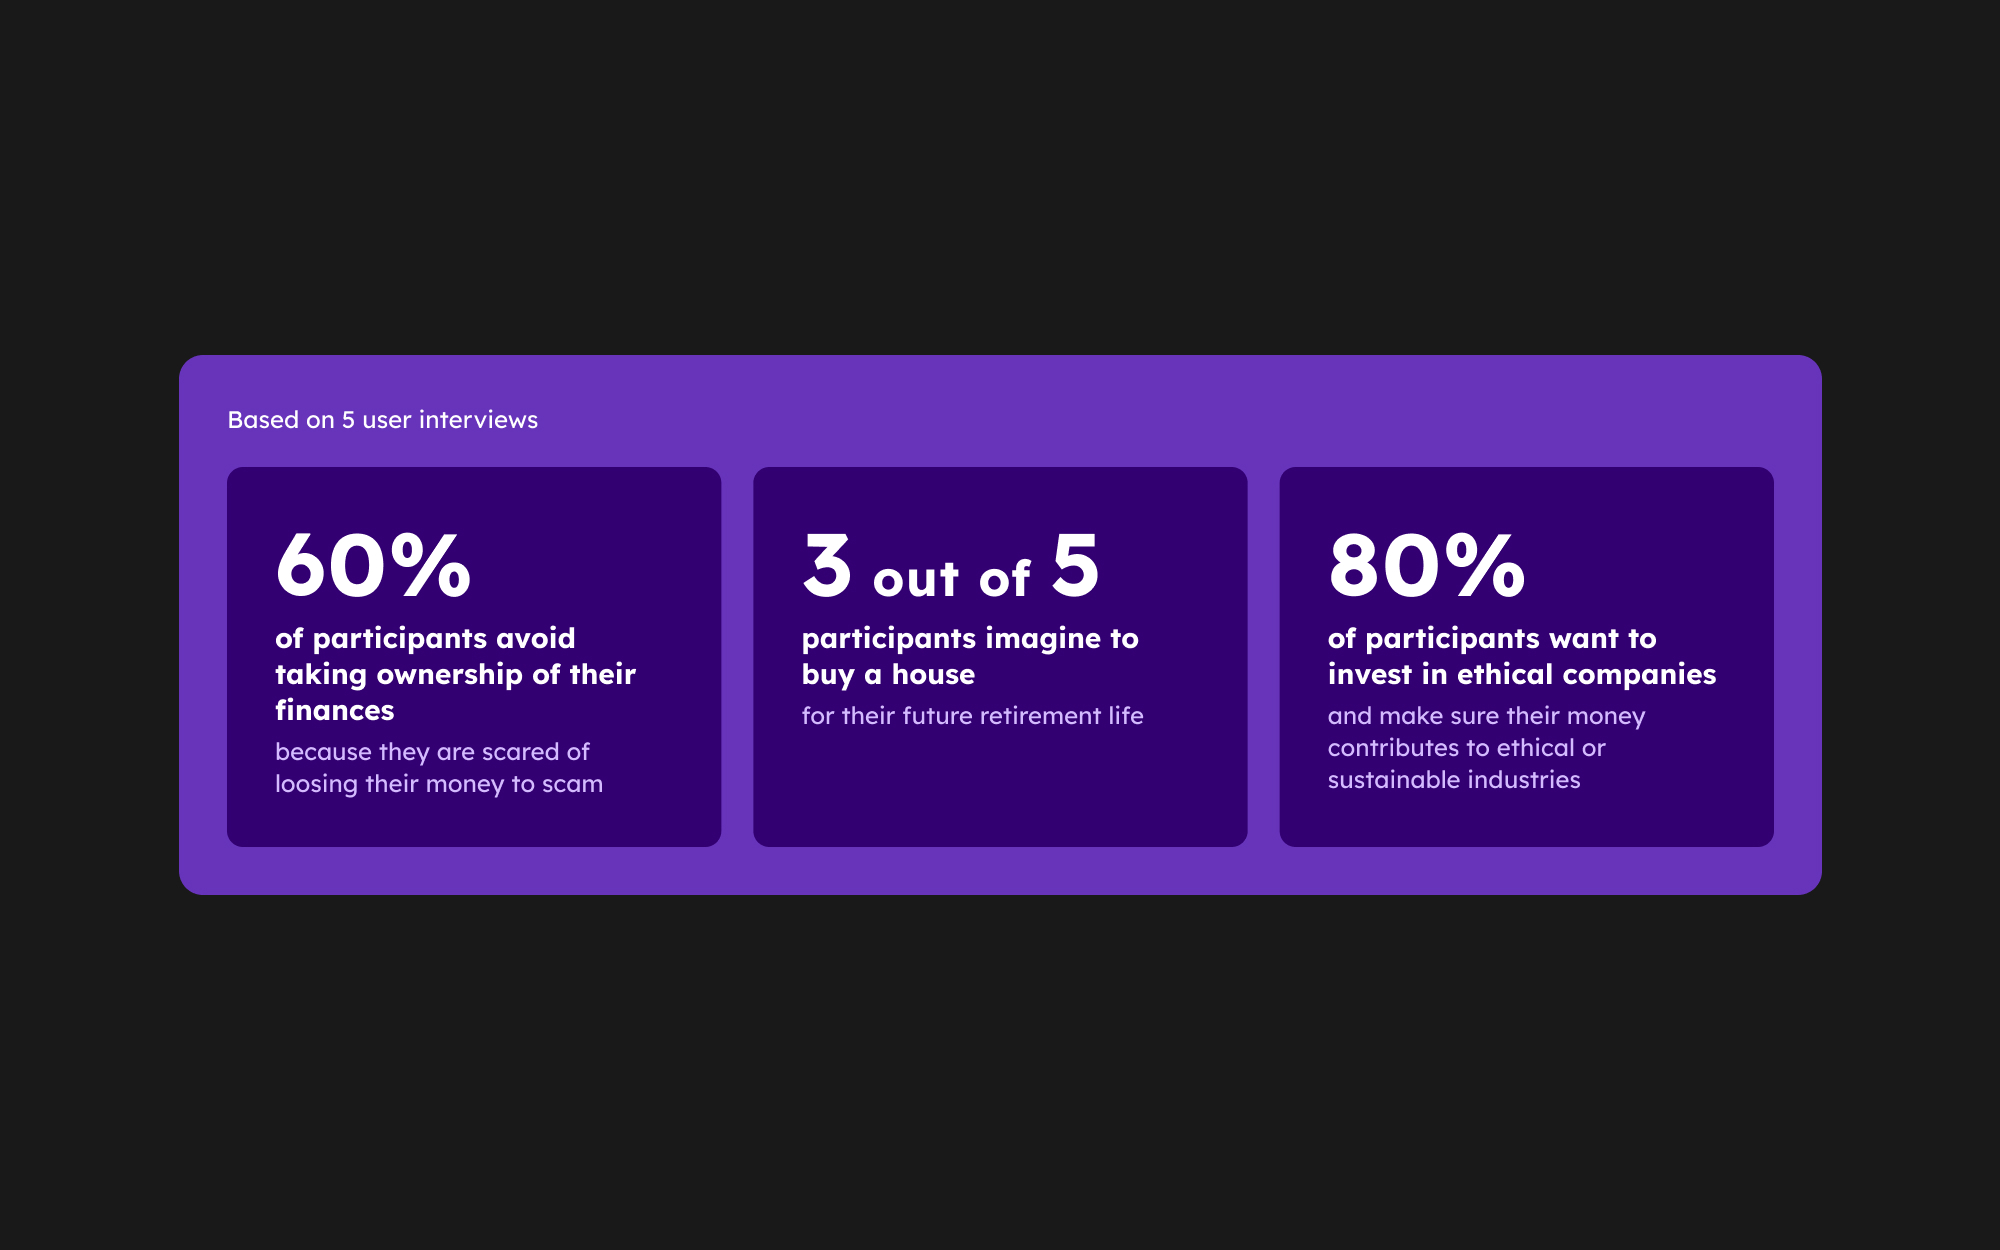 Based on 5 user interviews
60%
of participants avoid
taking ownership of their
finances
because they are scared of
loosing their money to scam
3 out of 5
participants imagine to
buy a house
for their future retirement life
80%
of participants want to
invest in ethical companies
and make sure their money
contributes to ethical or
sustainable industries